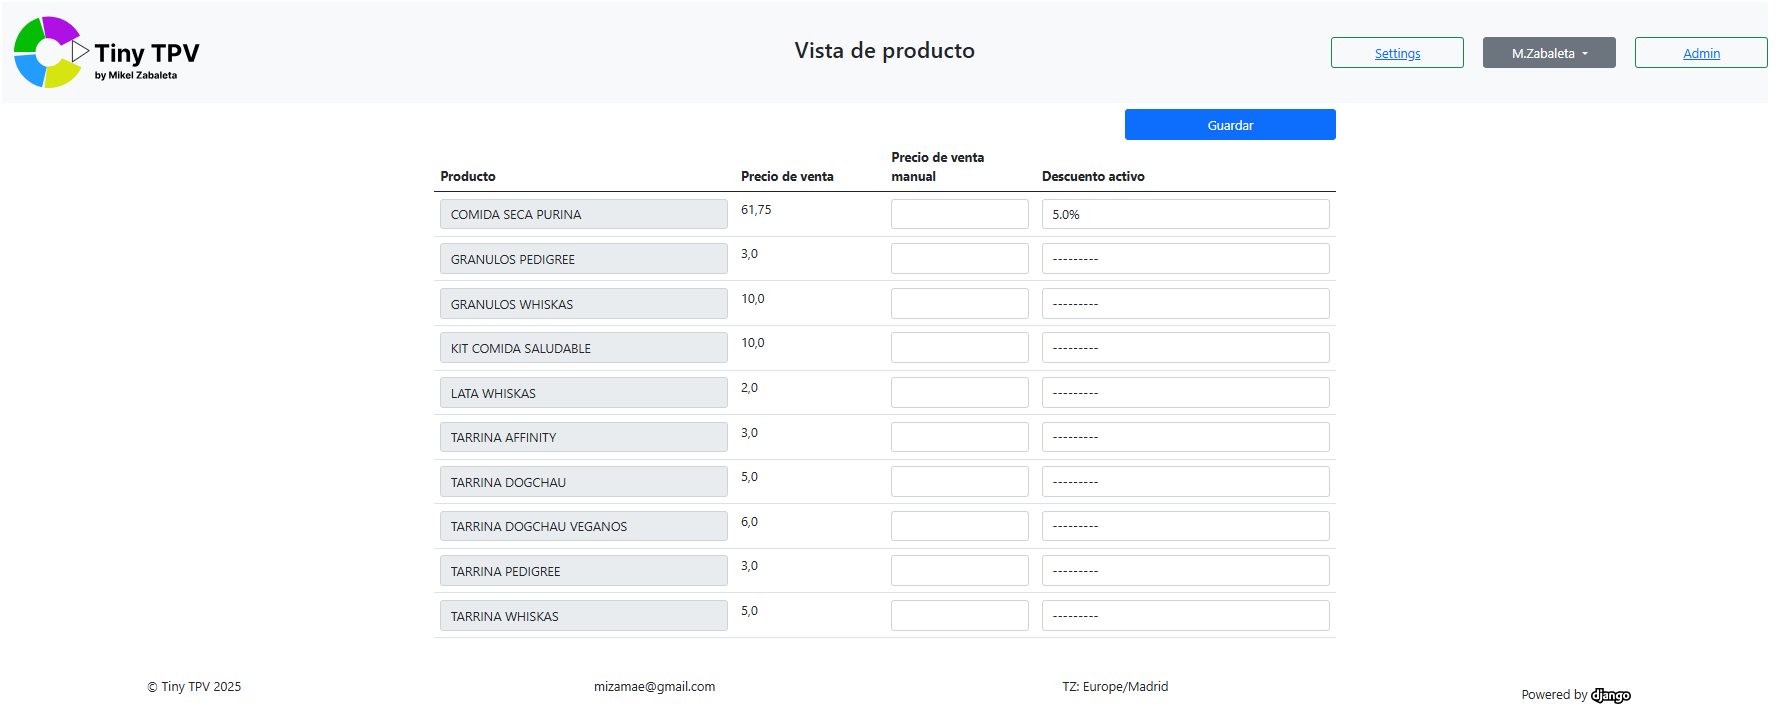 Tiny TPV
by Mikel Zabaleta
Vista de producto
Settings
M.Zabaleta
Admin
Guardar
Producto
Precio de venta
Precio de venta
manual
Descuento activo
COMIDA SECA PURINA
61,75
5.0%
GRANULOS PEDIGREE
3,0
---------
GRANULOS WHISKAS
10,0
---------
KIT COMIDA SALUDABLE
10,0
---------
LATA WHISKAS
2,0
---------
TARRINA AFFINITY
3,0
---------
TARRINA DOGCHAU
5,0
---------
TARRINA DOGCHAU VEGANOS
6,0
---------
TARRINA PEDIGREE
3,0
---------
TARRINA WHISKAS
5,0
---------
© Tiny TPV 2025
mizamae@gmail.com
TZ: Europe/Madrid
Powered by django